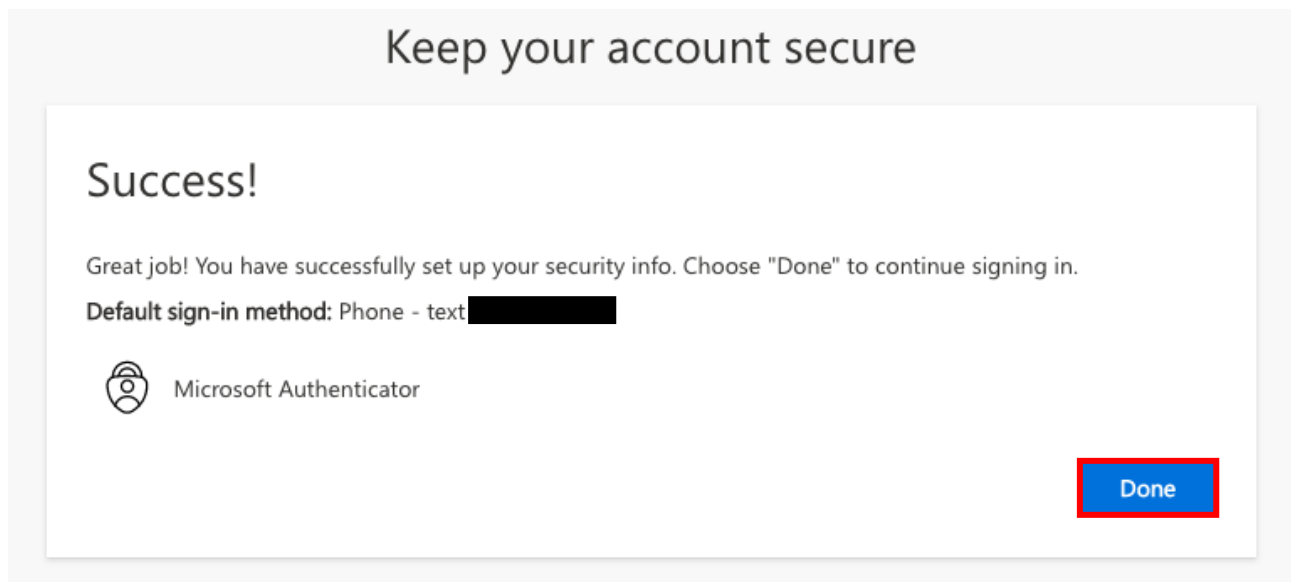 Keep your account secure
Success!
Great job! You have successfully set up your security info. Choose "Done" to continue signing in.
Default sign-in method: Phone - text
Microsoft Authenticator
Done